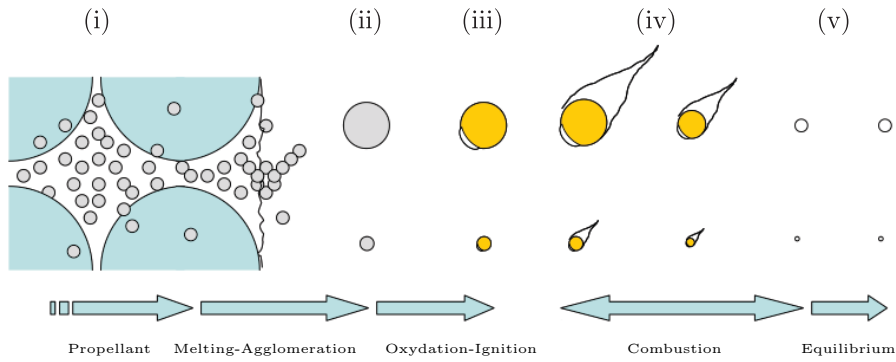 (i) (ii) (iii) (iv) (v)
Propellant Melting-Agglomeration Oxydation-Ignition Combustion Equilibrium